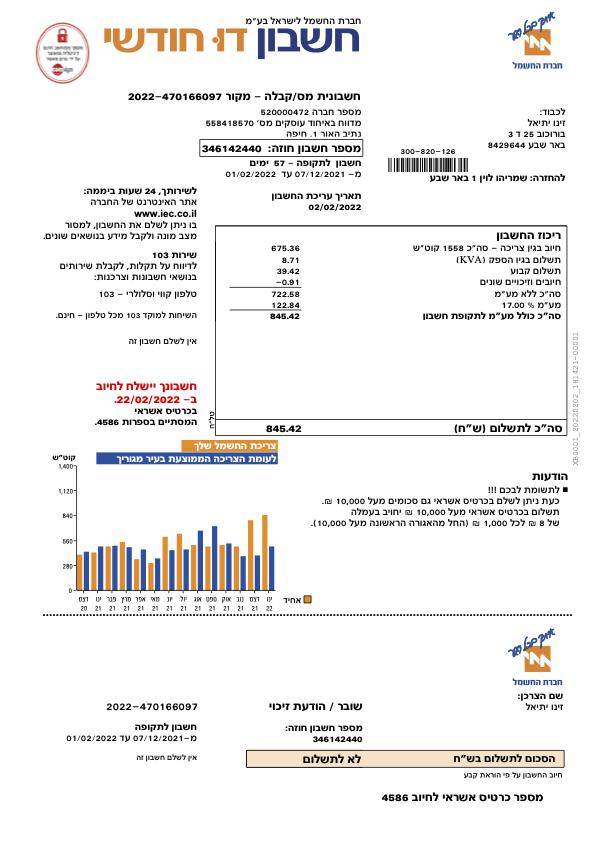 חברת החשמל לישראל בע״מ
חשבון דו חודשי
חברת החשמל
חשבונית מס/קבלה – מקור 2022-470166097
מספר חברה 520000472
מדווח באיחוד עוסקים מס׳ 558418570
נתיב האור 1. חיפה
מספר חשבון חוזה: 346142440
חשבון לתקופה – 57 ימים
מ– 07/12/2021 עד 01/02/2022
תאריך עריכת החשבון
02/02/2022
לכבוד:
זינו יתיאל
בורוכוב 25 ד 3
באר שבע 8429644
300-820-126
להחזרה: שמריהו לוין 1 באר שבע
לשירותך, 24 שעות ביממה:
אתר האינטרנט של החברה
www.iec.co.il
בו ניתן לשלם את החשבון, למסור
מצב מונה ולקבל מידע בנושאים שונים.
שירות 103
לדיווח על תקלות, לקבלת שירותים
בנושאי חשבונות וצרכנות:
טלפון קווי וסלולרי – 103
השיחות למוקד 103 מכל טלפון – חינם.
אין לשלם חשבון זה
חשבונך יישלח לחיוב
ב– 22/02/2022.
בכרטיס אשראי
המסתיים בספרות 4586.
ריכוז החשבון
חיוב בגין צריכה – סה״כ 1558 קוט״ש 675.36
תשלום בגין הספק (KVA) 8.71
תשלום קבוע 39.42
חיובים וזיכויים שונים –0.91
סה״כ ללא מע״מ 722.58
מע״מ 17.00 % 122.84
סה״כ כולל מע״מ לתקופת חשבון 845.42
סה״כ לתשלום (ש״ח) 845.42
טל״ח
XB0001_20220202_181421-00001
צריכת החשמל שלך
לעומת הצריכה הממוצעת בעיר מגוריך
קוט״ש
1,400
1,120
840
560
280
0
דצמ 20 ינו 21 פבר 21 מרץ 21 אפר 21 מאי 21 יונ 21 יול 21 אוג 21 ספט 21 אוק 21 נוב 21 דצמ 21 ינו 22
אחיד
הודעות
■ לתשומת לבכם !!!
כעת ניתן לשלם בכרטיס אשראי גם סכומים מעל 10,000 ₪.
תשלום בכרטיס אשראי מעל 10,000 ₪ יחויב בעמלה
של 8 ₪ לכל 1,000 ₪ (החל מהאגורה הראשונה מעל 10,000).
חברת החשמל
שם הצרכן:
זינו יתיאל
שובר / הודעת זיכוי
2022-470166097
מספר חשבון חוזה:
346142440
חשבון לתקופה
מ–07/12/2021 עד 01/02/2022
הסכום לתשלום בש״ח
לא לתשלום
אין לשלם חשבון זה
חיוב החשבון על פי הוראת קבע
מספר כרטיס אשראי לחיוב 4586